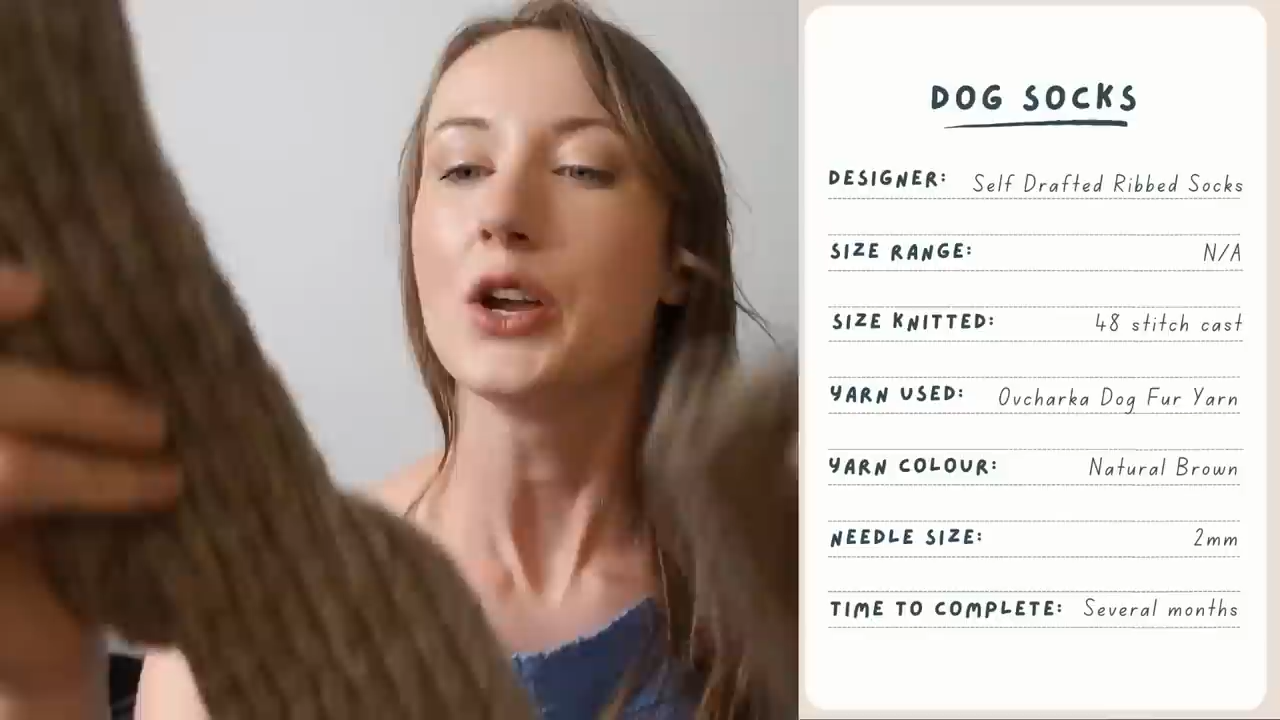 DOG SOCKS
DESIGNER: Self Drafted Ribbed Socks
SIZE RANGE: N/A
SIZE KNITTED: 48 stitch cast
YARN USED: Ovcharka Dog Fur Yarn
YARN COLOUR: Natural Brown
NEEDLE SIZE: 2mm
TIME TO COMPLETE: Several months